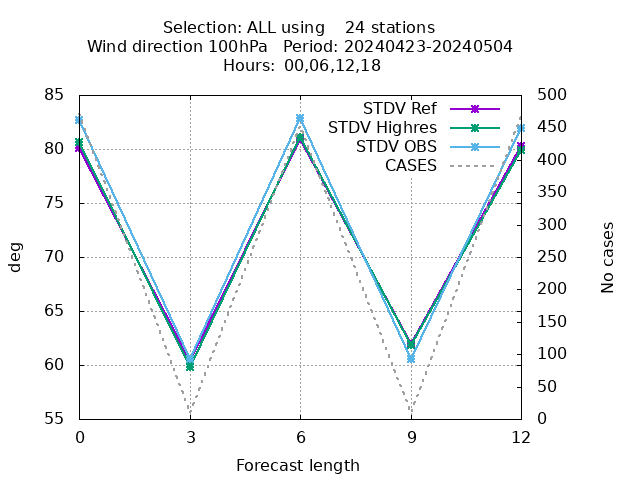 Selection: ALL using    24 stations
Wind direction 100hPa   Period: 20240423-20240504
Hours:  00,06,12,18
STDV Ref
STDV Highres
STDV OBS
CASES
85
80
75
70
65
60
55
500
450
400
350
300
250
200
150
100
50
0
deg
No cases
0 3 6 9 12
Forecast length